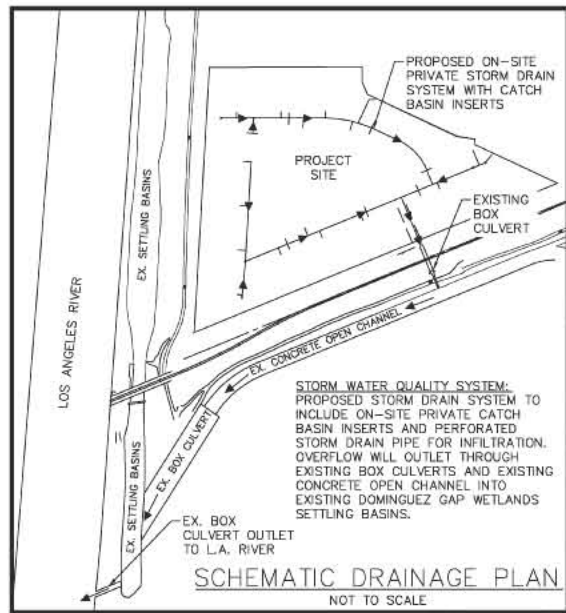 PROPOSED ON-SITE
PRIVATE STORM DRAIN
SYSTEM WITH CATCH
BASIN INSERTS
PROJECT
SITE
EXISTING
BOX
CULVERT
EX. SETTLING BASINS
LOS ANGELES RIVER
EX. CONCRETE OPEN CHANNEL
STORM WATER QUALITY SYSTEM:
PROPOSED STORM DRAIN SYSTEM TO
INCLUDE ON-SITE PRIVATE CATCH
BASIN INSERTS AND PERFORATED
STORM DRAIN PIPE FOR INFILTRATION.
OVERFLOW WILL OUTLET THROUGH
EXISTING BOX CULVERTS AND EXISTING
CONCRETE OPEN CHANNEL INTO
EXISTING DOMINGUEZ GAP WETLANDS
SETTLING BASINS.
EX. BOX CULVERT
EX. SETTLING BASINS
EX. BOX
CULVERT OUTLET
TO L.A. RIVER
SCHEMATIC DRAINAGE PLAN
NOT TO SCALE